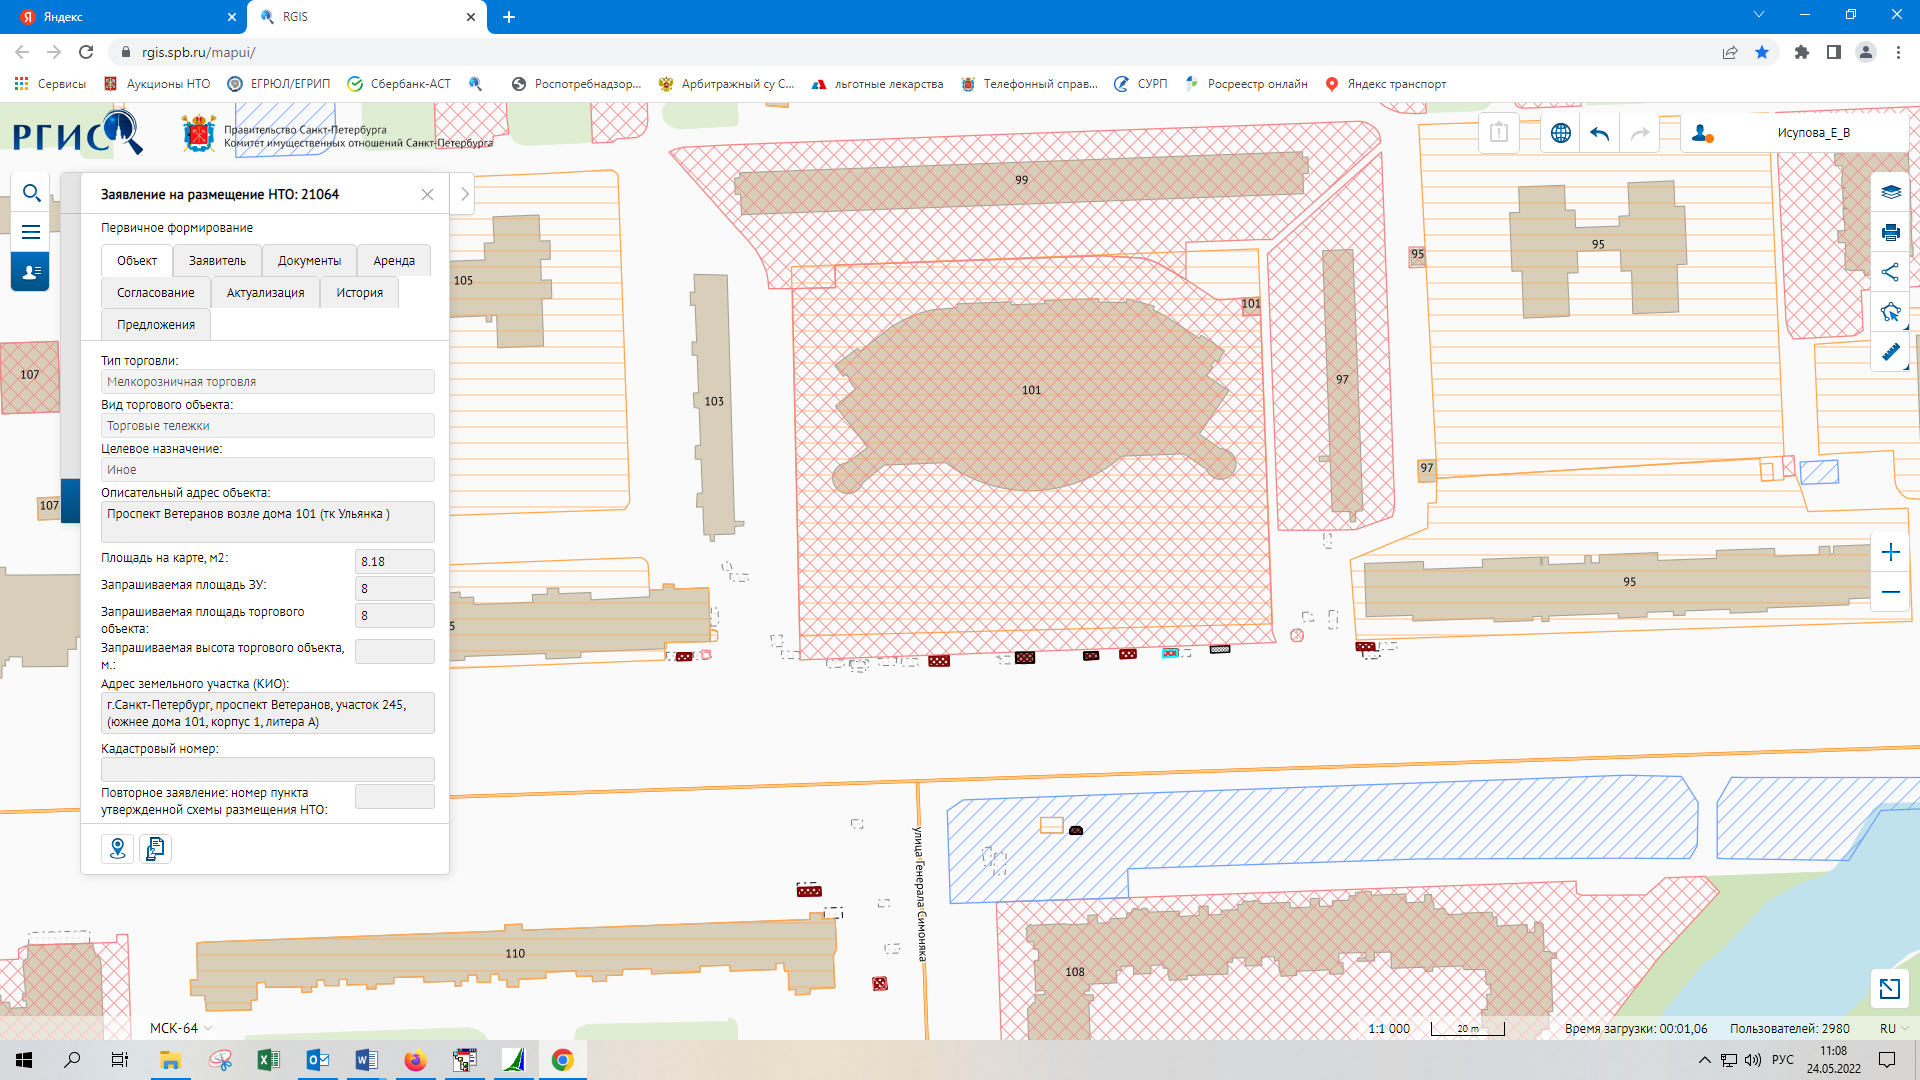 Яндекс
RGIS
rgis.spb.ru/mapui/
Сервисы
Аукционы НТО
ЕГРЮЛ/ЕГРИП
Сбербанк-АСТ
Роспотребнадзор...
Арбитражный су С...
льготные лекарства
Телефонный справ...
СУРП
Росреестр онлайн
Яндекс транспорт
РГИС
Правительство Санкт-Петербурга
Комитет имущественных отношений Санкт-Петербурга
Исупова_Е_В
Заявление на размещение НТО: 21064
Первичное формирование
Объект
Заявитель
Документы
Аренда
Согласование
Актуализация
История
Предложения
Тип торговли:
Мелкорозничная торговля
Вид торгового объекта:
Торговые тележки
Целевое назначение:
Иное
Описательный адрес объекта:
Проспект Ветеранов возле дома 101 (тк Ульянка )
Площадь на карте, м2:
8.18
Запрашиваемая площадь ЗУ:
8
Запрашиваемая площадь торгового
объекта:
8
Запрашиваемая высота торгового объекта,
м.:
Адрес земельного участка (КИО):
г.Санкт-Петербург, проспект Ветеранов, участок 245,
(южнее дома 101, корпус 1, литера А)
Кадастровый номер:
Повторное заявление: номер пункта
утвержденной схемы размещения НТО:
99
95
95
105
101
107
97
101
103
97
107
95
5
улица Генерала Симоняка
110
108
МСК-64
1:1 000
20 m
Время загрузки: 00:01,06
Пользователей: 2980
RU
РУС
11:08
24.05.2022